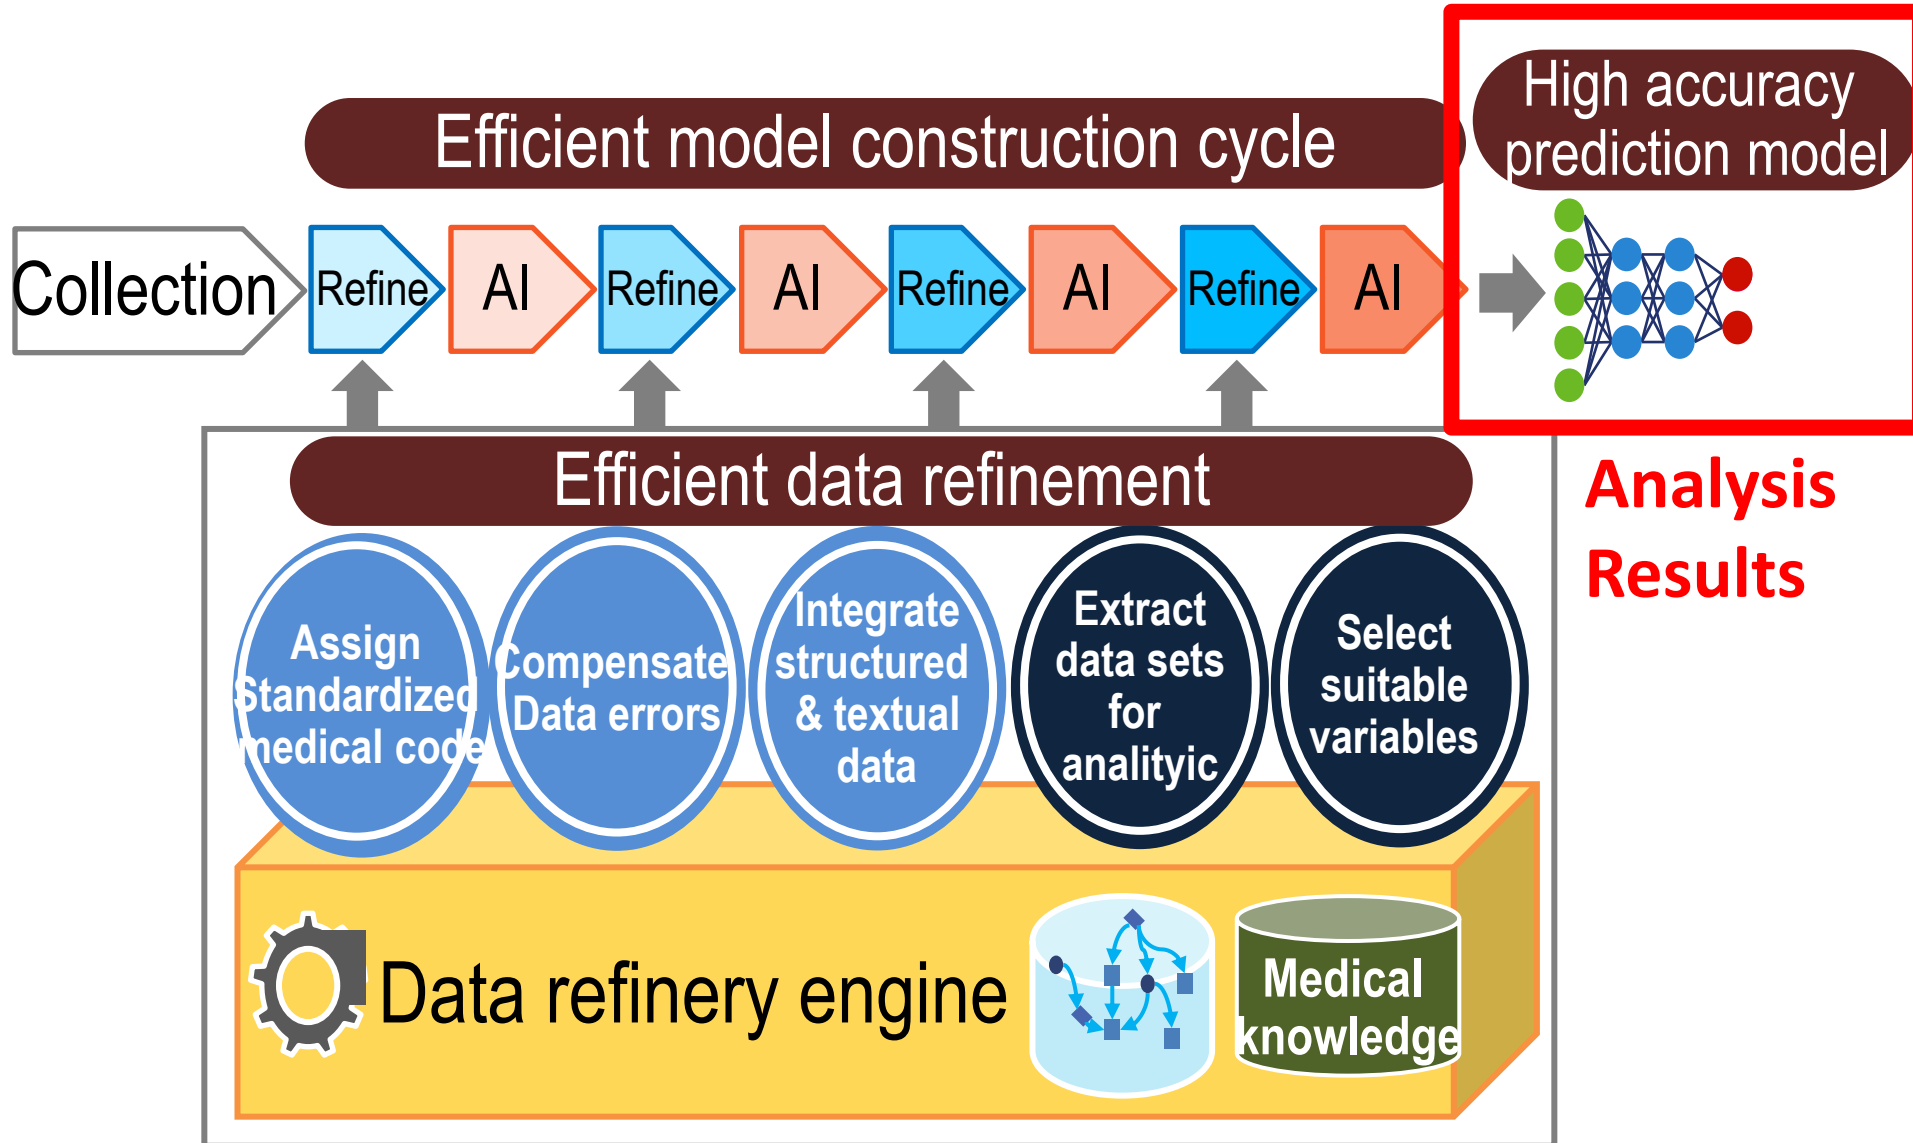 High accuracy
prediction model
Efficient model construction cycle
Collection
Refine
AI
Refine
AI
Refine
AI
Refine
AI
Efficient data refinement
Analysis
Results
Assign
Standardized
medical code
Compensate
Data errors
Integrate
structured
& textual
data
Extract
data sets
for
analityic
Select
suitable
variables
Data refinery engine
Medical
knowledge